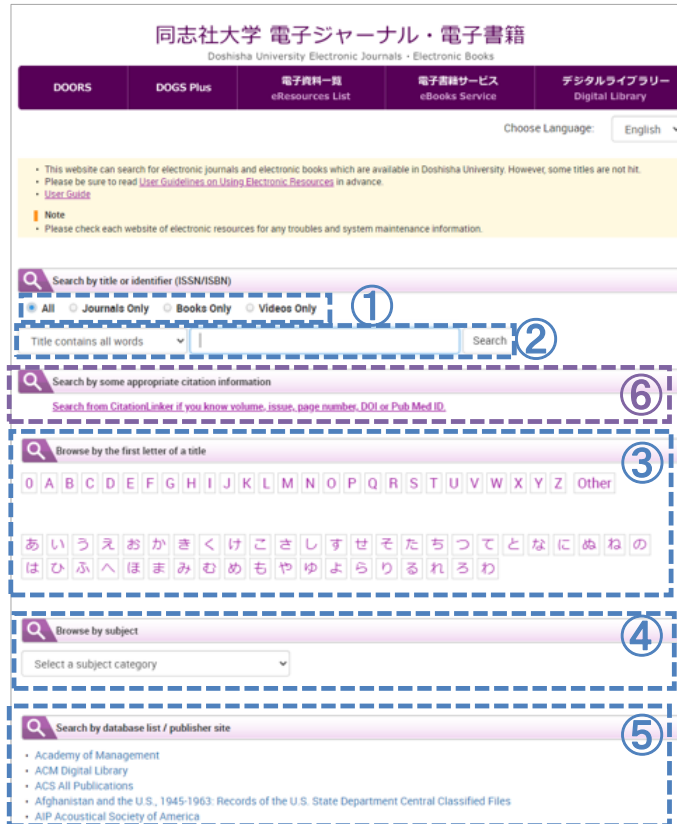 同志社大学 電子ジャーナル・電子書籍
Doshisha University Electronic Journals・Electronic Books
DOORS
DOGS Plus
電子資料一覧
eResources List
電子書籍サービス
eBooks Service
デジタルライブラリー
Digital Library
Choose Language: English
• This website can search for electronic journals and electronic books which are available in Doshisha University. However, some titles are not hit.
• Please be sure to read User Guidelines on Using Electronic Resources in advance.
• User Guide
Note
• Please check each website of electronic resources for any troubles and system maintenance information.
Search by title or identifier (ISSN/ISBN)
All Journals Only Books Only Videos Only ①
Title contains all words Search ②
Search by some appropriate citation information ⑥
Search from CitationLinker if you know volume, issue, page number, DOI or Pub Med ID.
Browse by the first letter of a title ③
0 A B C D E F G H I J K L M N O P Q R S T U V W X Y Z Other
あ い う え お か き く け こ さ し す せ そ た ち つ て と な に ぬ ね の
は ひ ふ へ ほ ま み む め も や ゆ よ ら り る れ ろ わ
Browse by subject ④
Select a subject category
Search by database list / publisher site ⑤
• Academy of Management
• ACM Digital Library
• ACS All Publications
• Afghanistan and the U.S., 1945-1963: Records of the U.S. State Department Central Classified Files
• AIP Acoustical Society of America